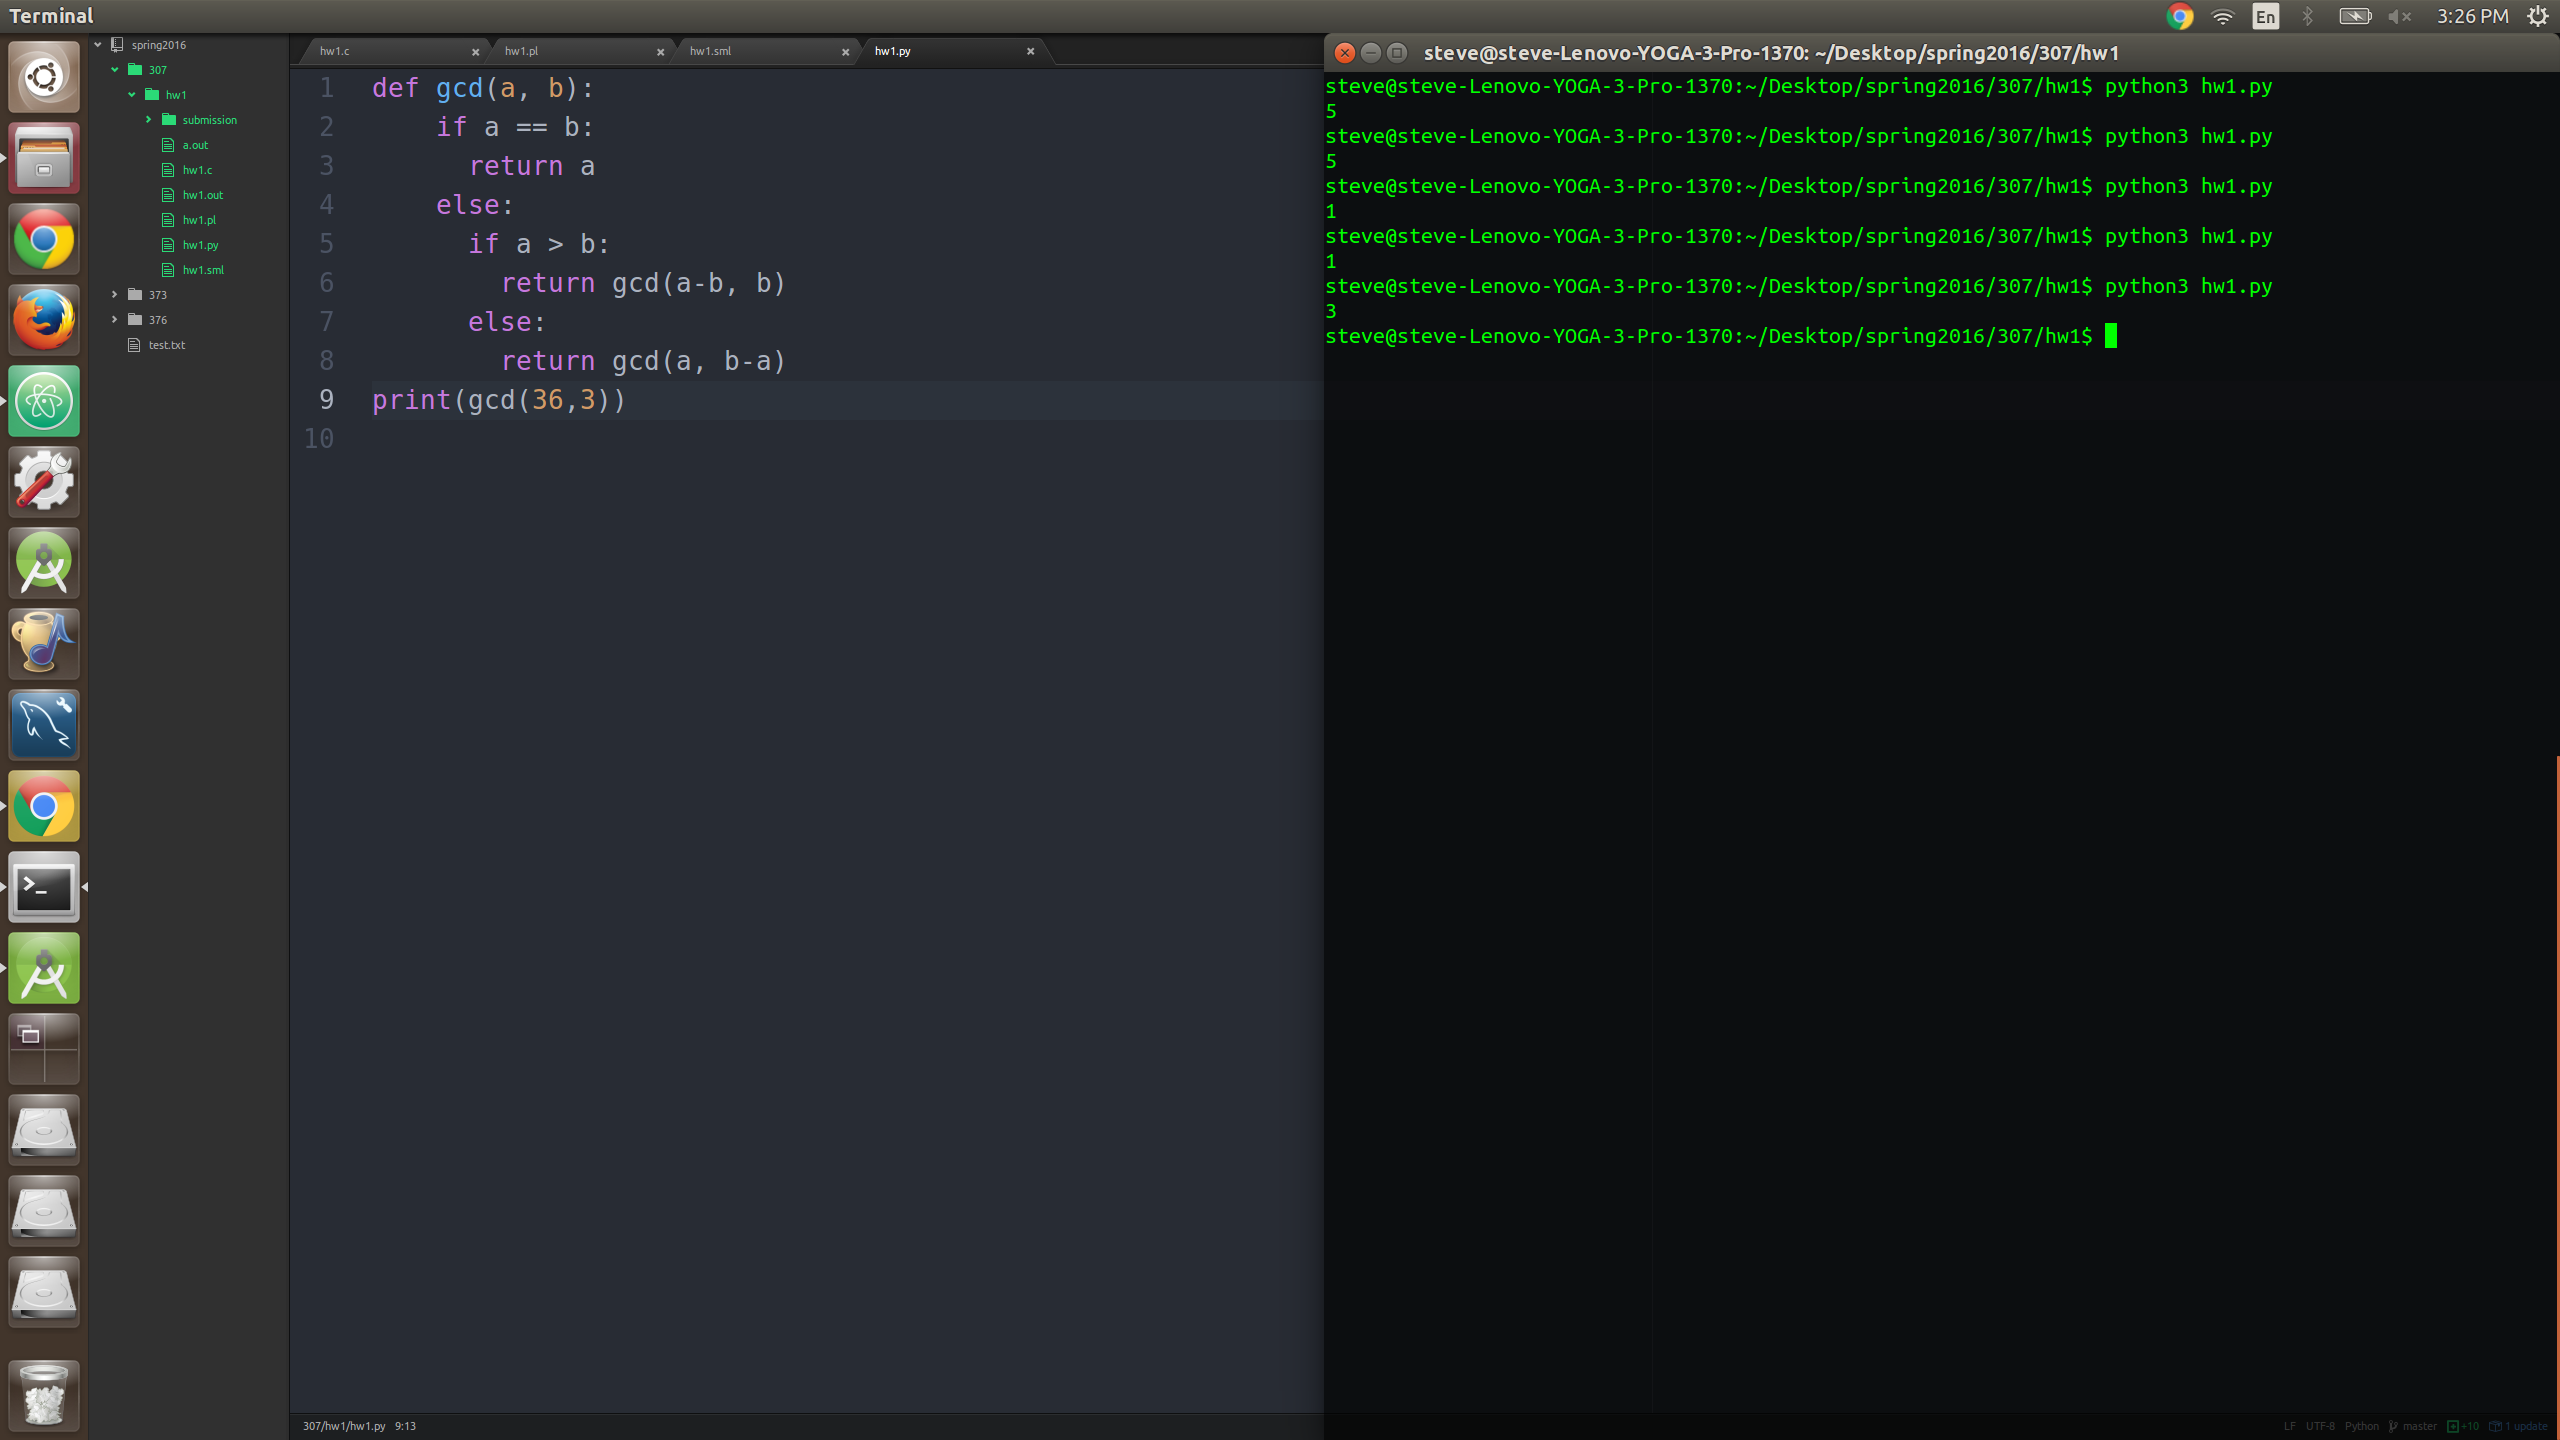 Terminal
En
3:26 PM
spring2016
307
hw1
submission
a.out
hw1.c
hw1.out
hw1.pl
hw1.py
hw1.sml
373
376
test.txt
hw1.c
hw1.pl
hw1.sml
hw1.py
1 def gcd(a, b):
2 if a == b:
3 return a
4 else:
5 if a > b:
6 return gcd(a-b, b)
7 else:
8 return gcd(a, b-a)
9 print(gcd(36,3))
10
307/hw1/hw1.py 9:13
steve@steve-Lenovo-YOGA-3-Pro-1370: ~/Desktop/spring2016/307/hw1
steve@steve-Lenovo-YOGA-3-Pro-1370:~/Desktop/spring2016/307/hw1$ python3 hw1.py
5
steve@steve-Lenovo-YOGA-3-Pro-1370:~/Desktop/spring2016/307/hw1$ python3 hw1.py
5
steve@steve-Lenovo-YOGA-3-Pro-1370:~/Desktop/spring2016/307/hw1$ python3 hw1.py
1
steve@steve-Lenovo-YOGA-3-Pro-1370:~/Desktop/spring2016/307/hw1$ python3 hw1.py
1
steve@steve-Lenovo-YOGA-3-Pro-1370:~/Desktop/spring2016/307/hw1$ python3 hw1.py
3
steve@steve-Lenovo-YOGA-3-Pro-1370:~/Desktop/spring2016/307/hw1$
LF UTF-8 Python master +10 1 update